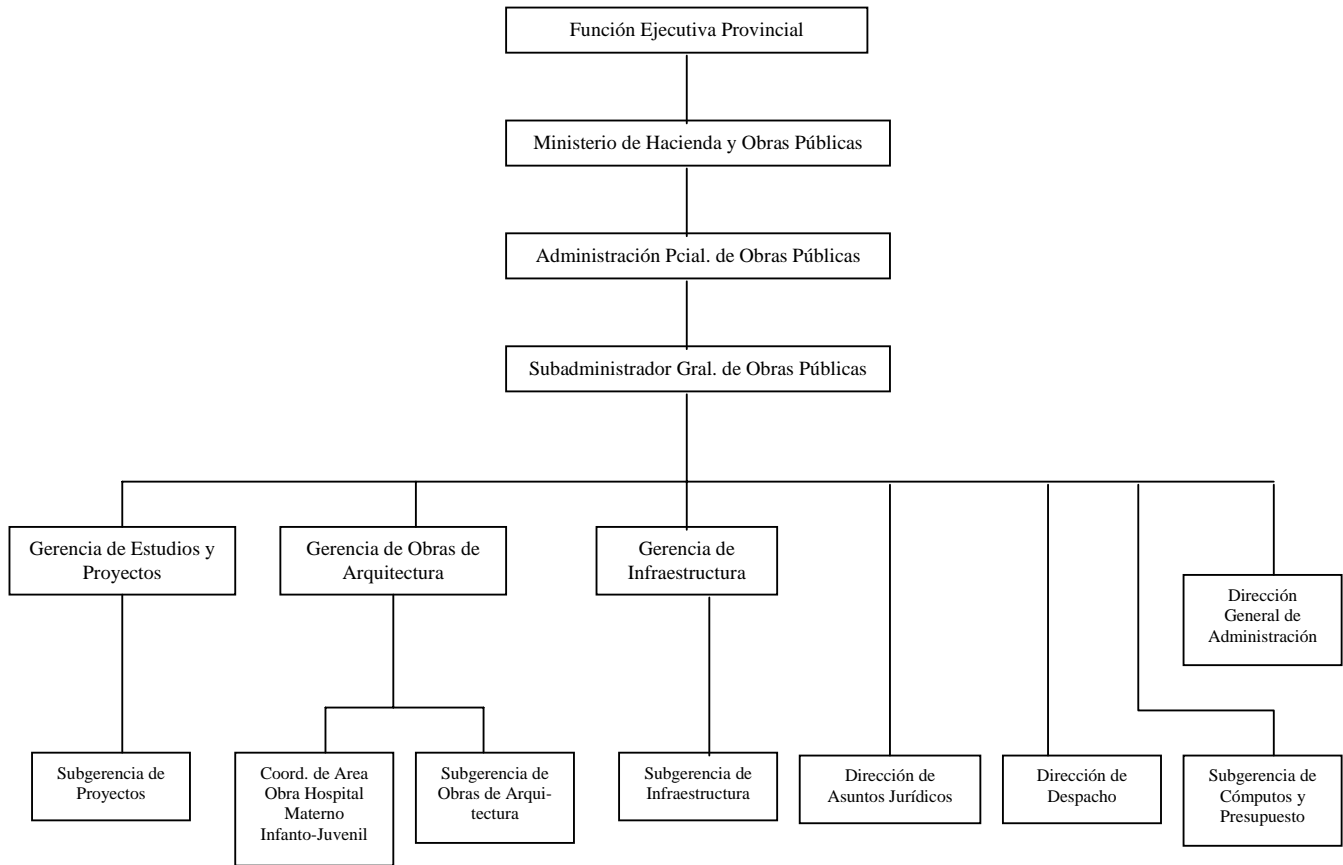 Función Ejecutiva Provincial
Ministerio de Hacienda y Obras Públicas
Administración Pcial. de Obras Públicas
Subadministrador Gral. de Obras Públicas
Gerencia de Estudios y
Proyectos
Gerencia de Obras de
Arquitectura
Gerencia de
Infraestructura
Dirección
General de
Administración
Subgerencia de
Proyectos
Coord. de Area
Obra Hospital
Materno
Infanto-Juvenil
Subgerencia de
Obras de Arqui-
tectura
Subgerencia de
Infraestructura
Dirección de
Asuntos Jurídicos
Dirección de
Despacho
Subgerencia de
Cómputos y
Presupuesto